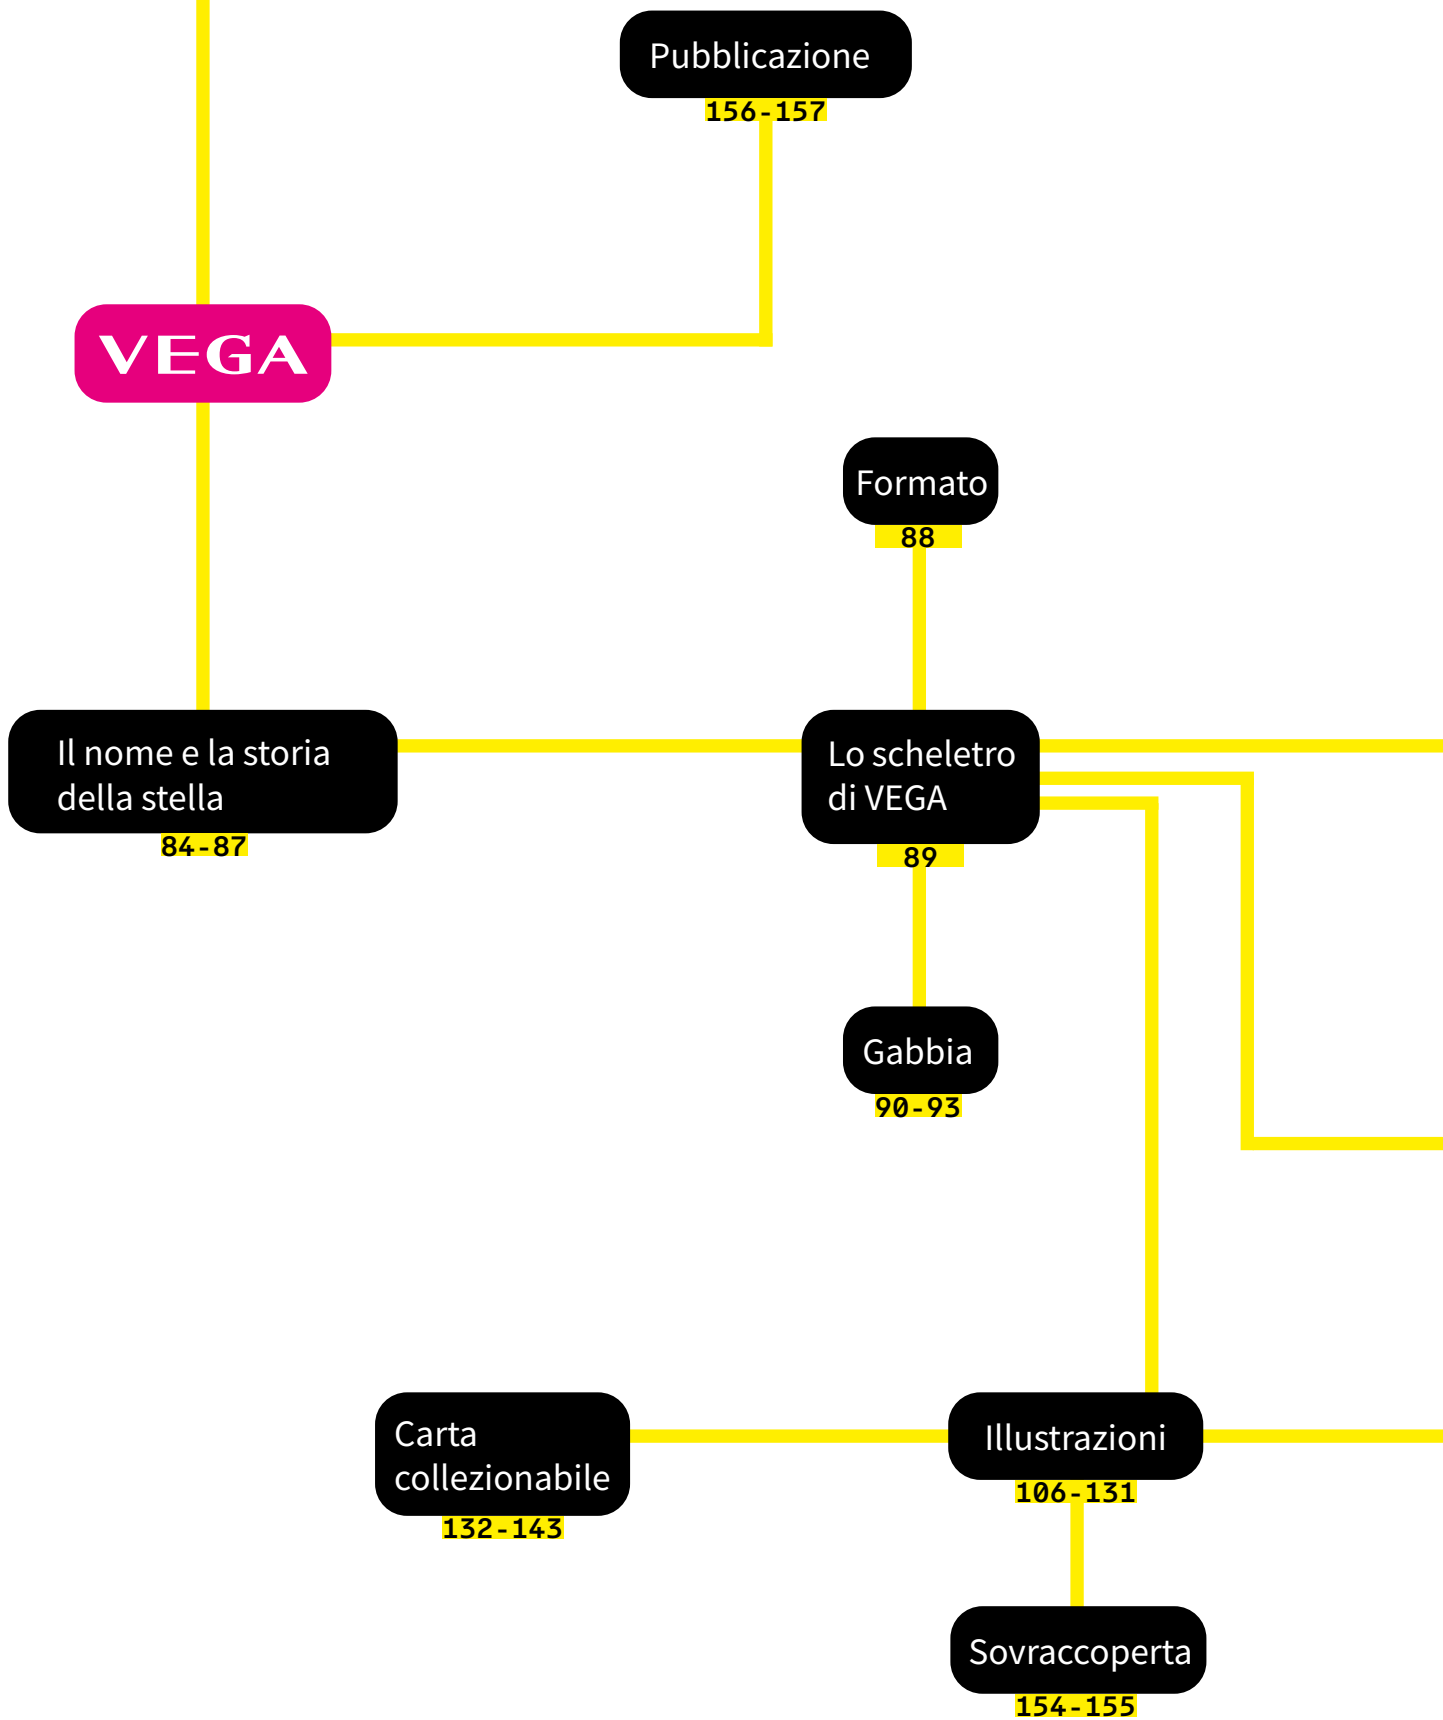 Pubblicazione
156-157
VEGA
Formato
88
Il nome e la storia
della stella
84-87
Lo scheletro
di VEGA
89
Gabbia
90-93
Carta
collezionabile
132-143
Illustrazioni
106-131
Sovraccoperta
154-155